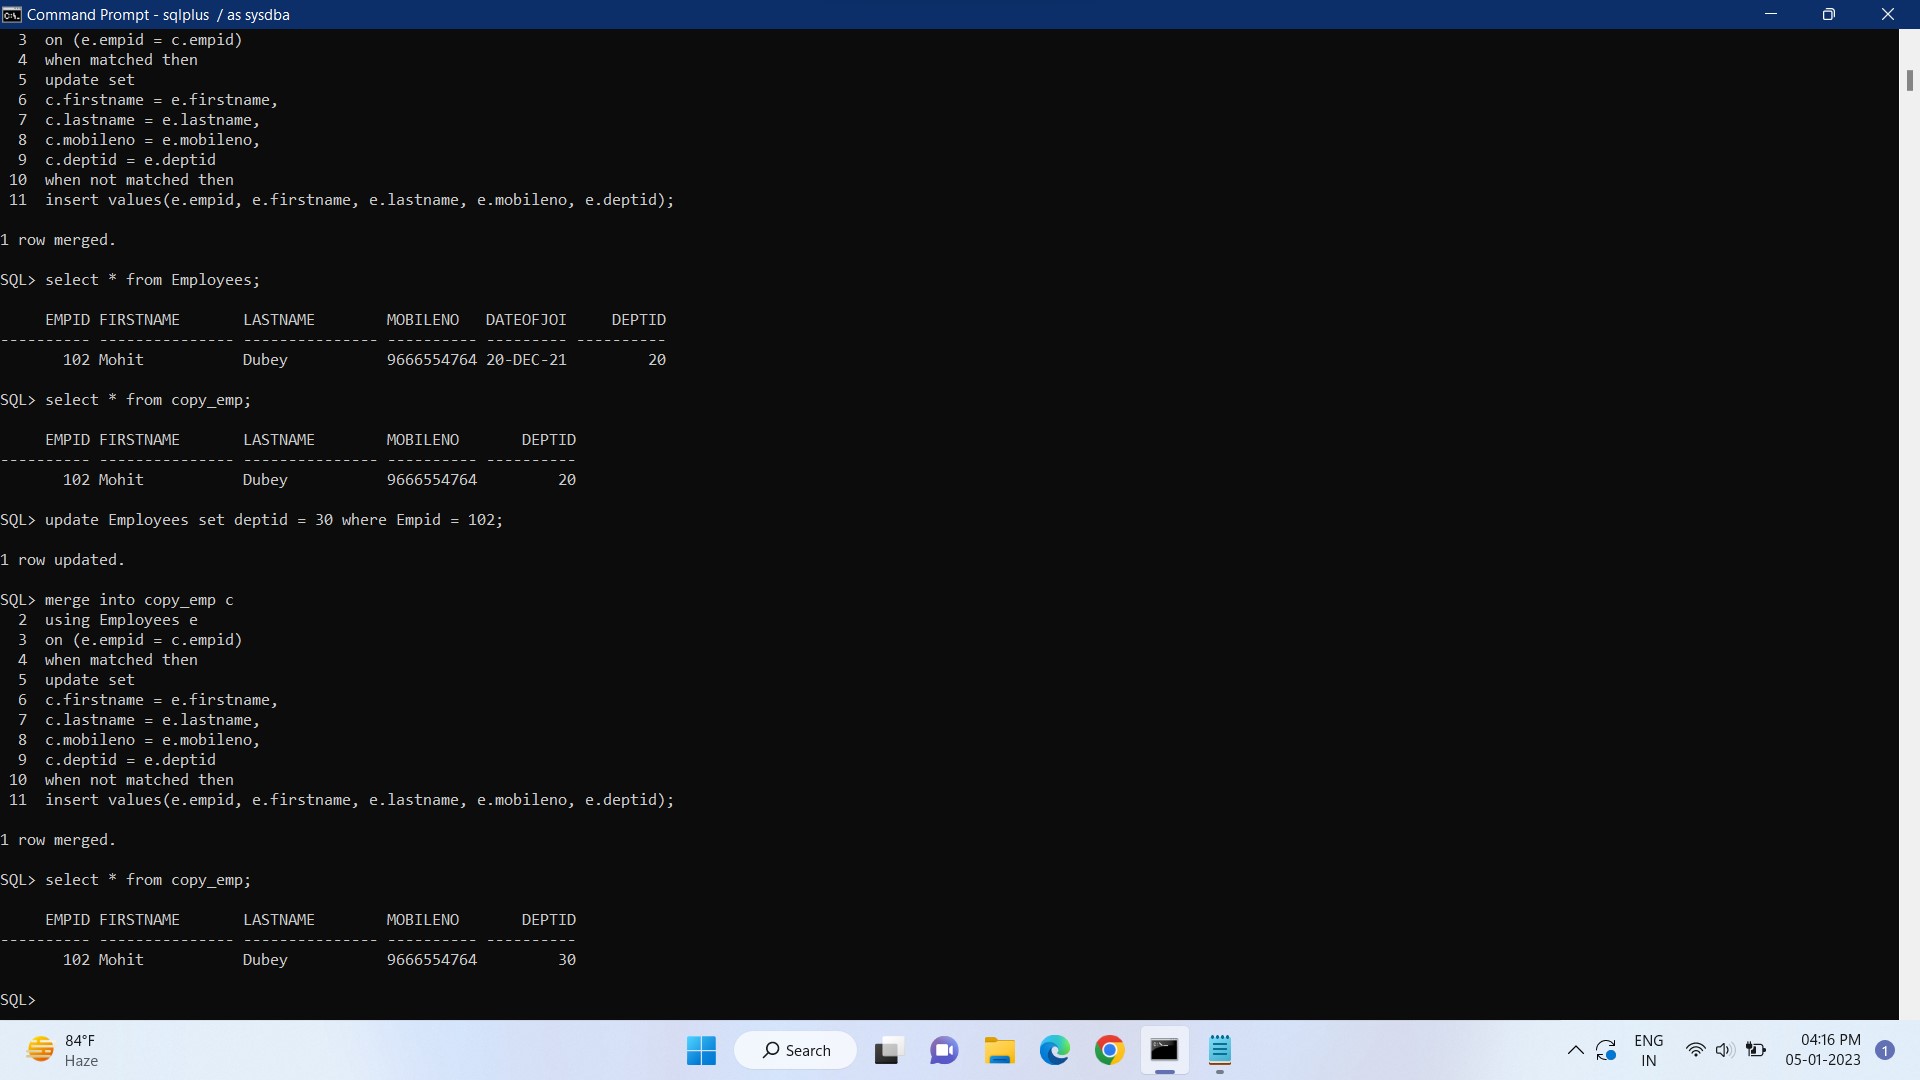 Command Prompt - sqlplus  / as sysdba
  3  on (e.empid = c.empid)
  4  when matched then
  5  update set
  6  c.firstname = e.firstname,
  7  c.lastname = e.lastname,
  8  c.mobileno = e.mobileno,
  9  c.deptid = e.deptid
 10  when not matched then
 11  insert values(e.empid, e.firstname, e.lastname, e.mobileno, e.deptid);
1 row merged.
SQL> select * from Employees;
     EMPID FIRSTNAME       LASTNAME        MOBILENO   DATEOFJOI     DEPTID
---------- --------------- --------------- ---------- --------- ----------
       102 Mohit           Dubey           9666554764 20-DEC-21         20
SQL> select * from copy_emp;
     EMPID FIRSTNAME       LASTNAME        MOBILENO       DEPTID
---------- --------------- --------------- ---------- ----------
       102 Mohit           Dubey           9666554764         20
SQL> update Employees set deptid = 30 where Empid = 102;
1 row updated.
SQL> merge into copy_emp c
  2  using Employees e
  3  on (e.empid = c.empid)
  4  when matched then
  5  update set
  6  c.firstname = e.firstname,
  7  c.lastname = e.lastname,
  8  c.mobileno = e.mobileno,
  9  c.deptid = e.deptid
 10  when not matched then
 11  insert values(e.empid, e.firstname, e.lastname, e.mobileno, e.deptid);
1 row merged.
SQL> select * from copy_emp;
     EMPID FIRSTNAME       LASTNAME        MOBILENO       DEPTID
---------- --------------- --------------- ---------- ----------
       102 Mohit           Dubey           9666554764         30
SQL>
84°F
Haze
Search
ENG
IN
04:16 PM
05-01-2023
1